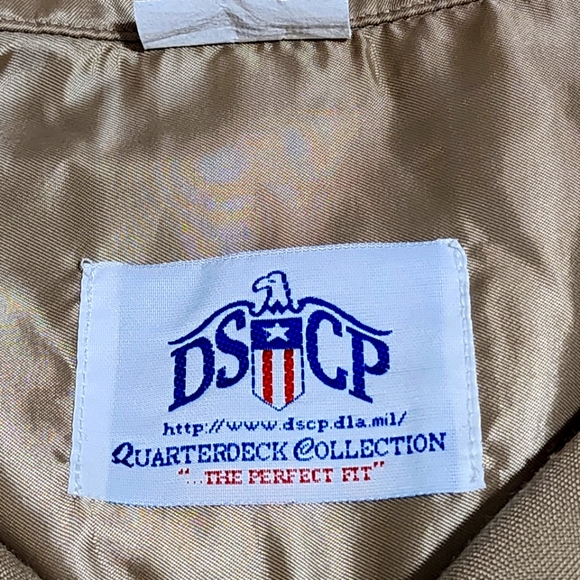 DSCP
http://www.dscp.dla.mil/
QUARTERDECK COLLECTION
"...THE PERFECT FIT"